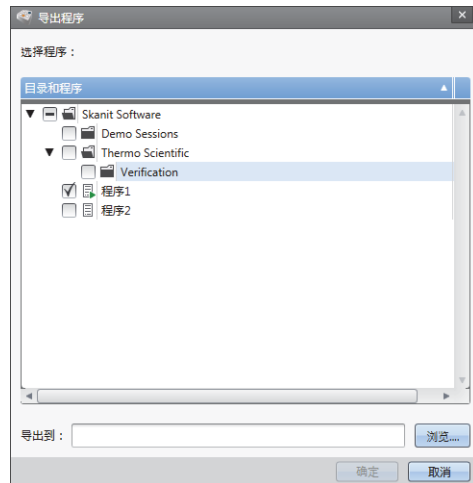 导出程序
选择程序：
目录和程序
Skanit Software
Demo Sessions
Thermo Scientific
Verification
程序1
程序2
导出到：
浏览....
确定
取消